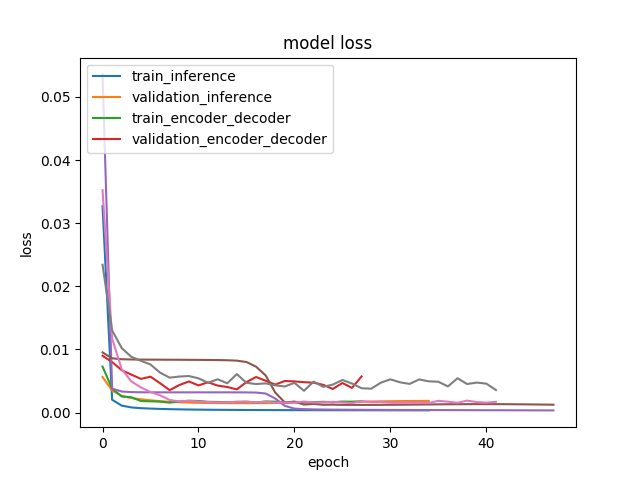 model loss
train_inference
validation_inference
train_encoder_decoder
validation_encoder_decoder
0.05
0.04
0.03
0.02
0.01
0.00
loss
0 10 20 30 40
epoch